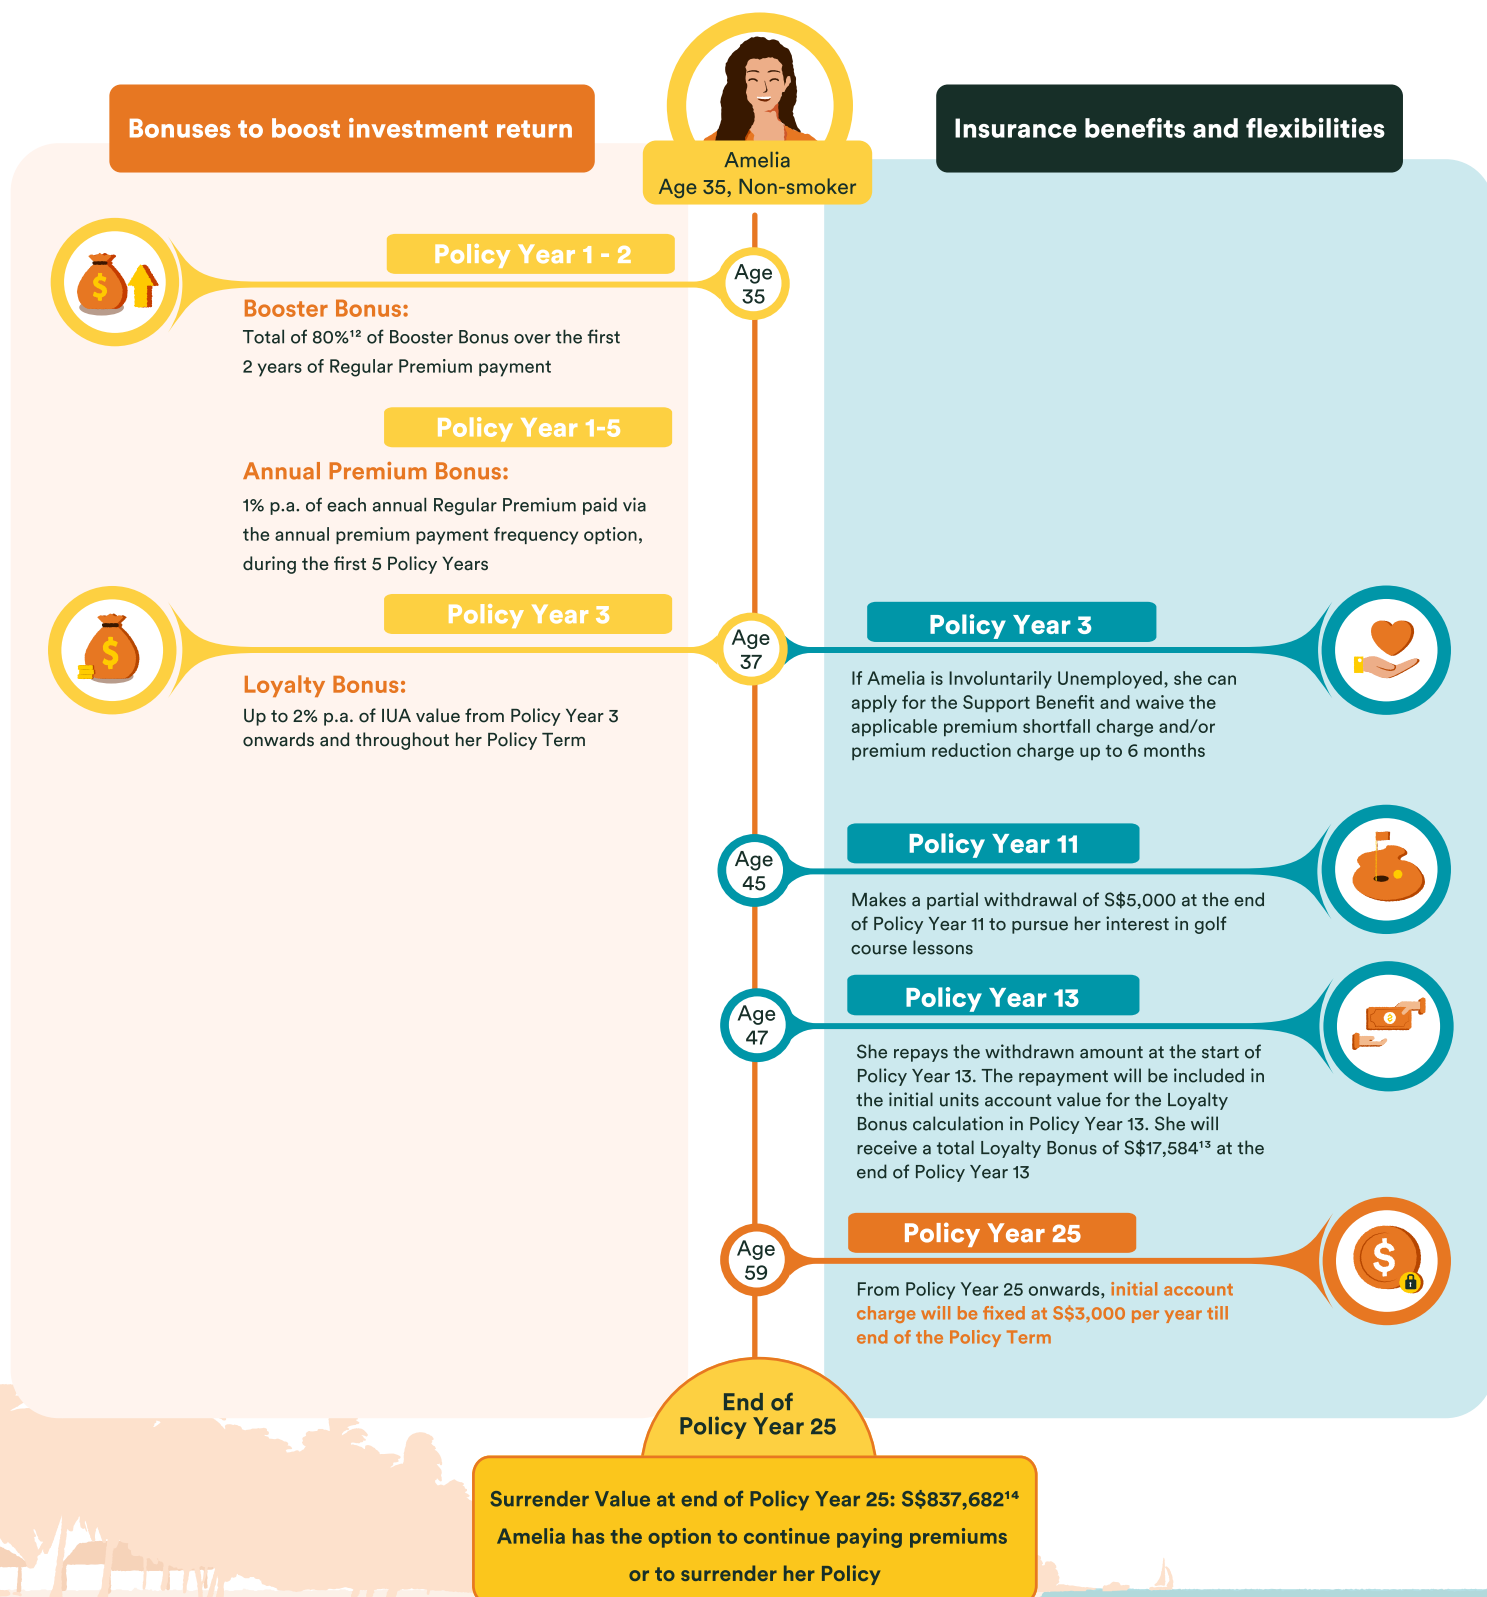 Bonuses to boost investment return
Insurance benefits and flexibilities
Amelia
Age 35, Non-smoker
Policy Year 1 - 2
Age
35
$
Booster Bonus:
Total of 80%¹² of Booster Bonus over the first
2 years of Regular Premium payment
Policy Year 1-5
Annual Premium Bonus:
1% p.a. of each annual Regular Premium paid via
the annual premium payment frequency option,
during the first 5 Policy Years
Policy Year 3
Age
37
$
Loyalty Bonus:
Up to 2% p.a. of IUA value from Policy Year 3
onwards and throughout her Policy Term
Policy Year 3
If Amelia is Involuntarily Unemployed, she can
apply for the Support Benefit and waive the
applicable premium shortfall charge and/or
premium reduction charge up to 6 months
Age
45
Policy Year 11
Makes a partial withdrawal of S$5,000 at the end
of Policy Year 11 to pursue her interest in golf
course lessons
Age
47
Policy Year 13
$
She repays the withdrawn amount at the start of
Policy Year 13. The repayment will be included in
the initial units account value for the Loyalty
Bonus calculation in Policy Year 13. She will
receive a total Loyalty Bonus of S$17,584¹³ at the
end of Policy Year 13
Age
59
Policy Year 25
$
From Policy Year 25 onwards, initial account
charge will be fixed at S$3,000 per year till
end of the Policy Term
End of
Policy Year 25
Surrender Value at end of Policy Year 25: S$837,682¹⁴
Amelia has the option to continue paying premiums
or to surrender her Policy